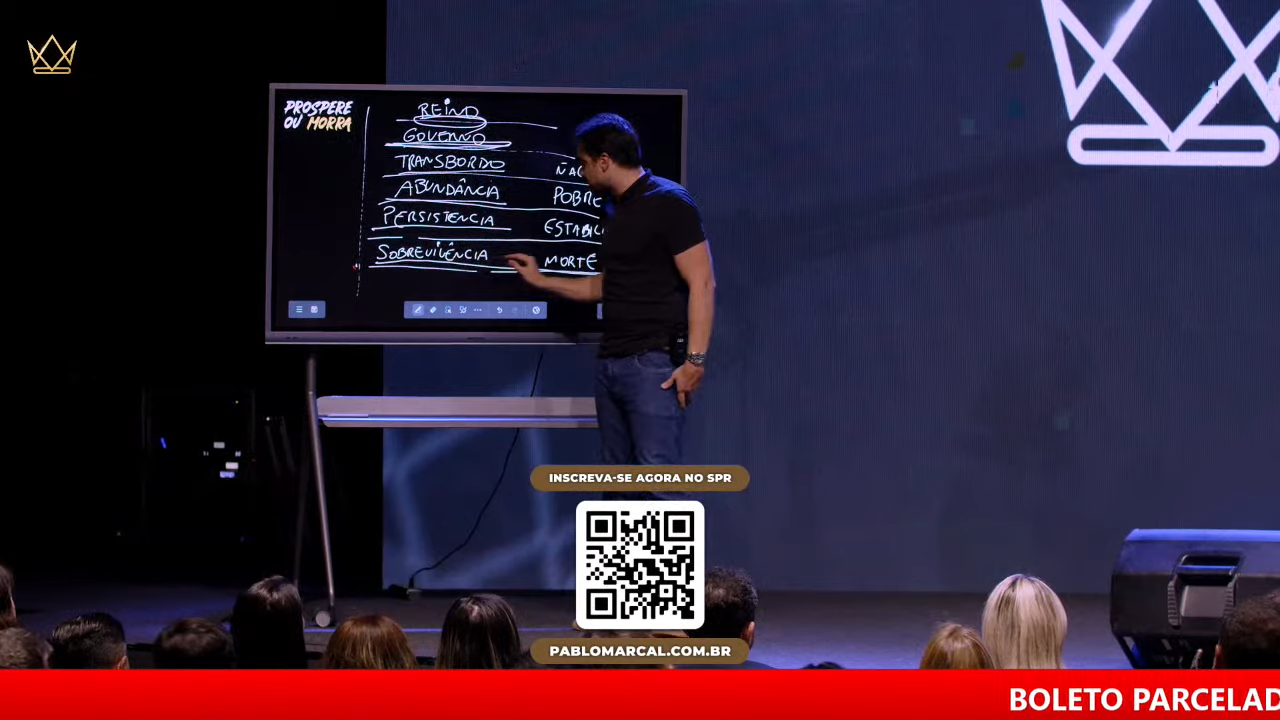 PROSPERE
OU MORRA
REINO
GOVERNO
TRANSBORDO
ABUNDÂNCIA
PERSISTENCIA
SOBREVIVÊNCIA
MORTE
INSCREVA-SE AGORA NO SPR
PABLOMARCAL.COM.BR
BOLETO PARCELAD